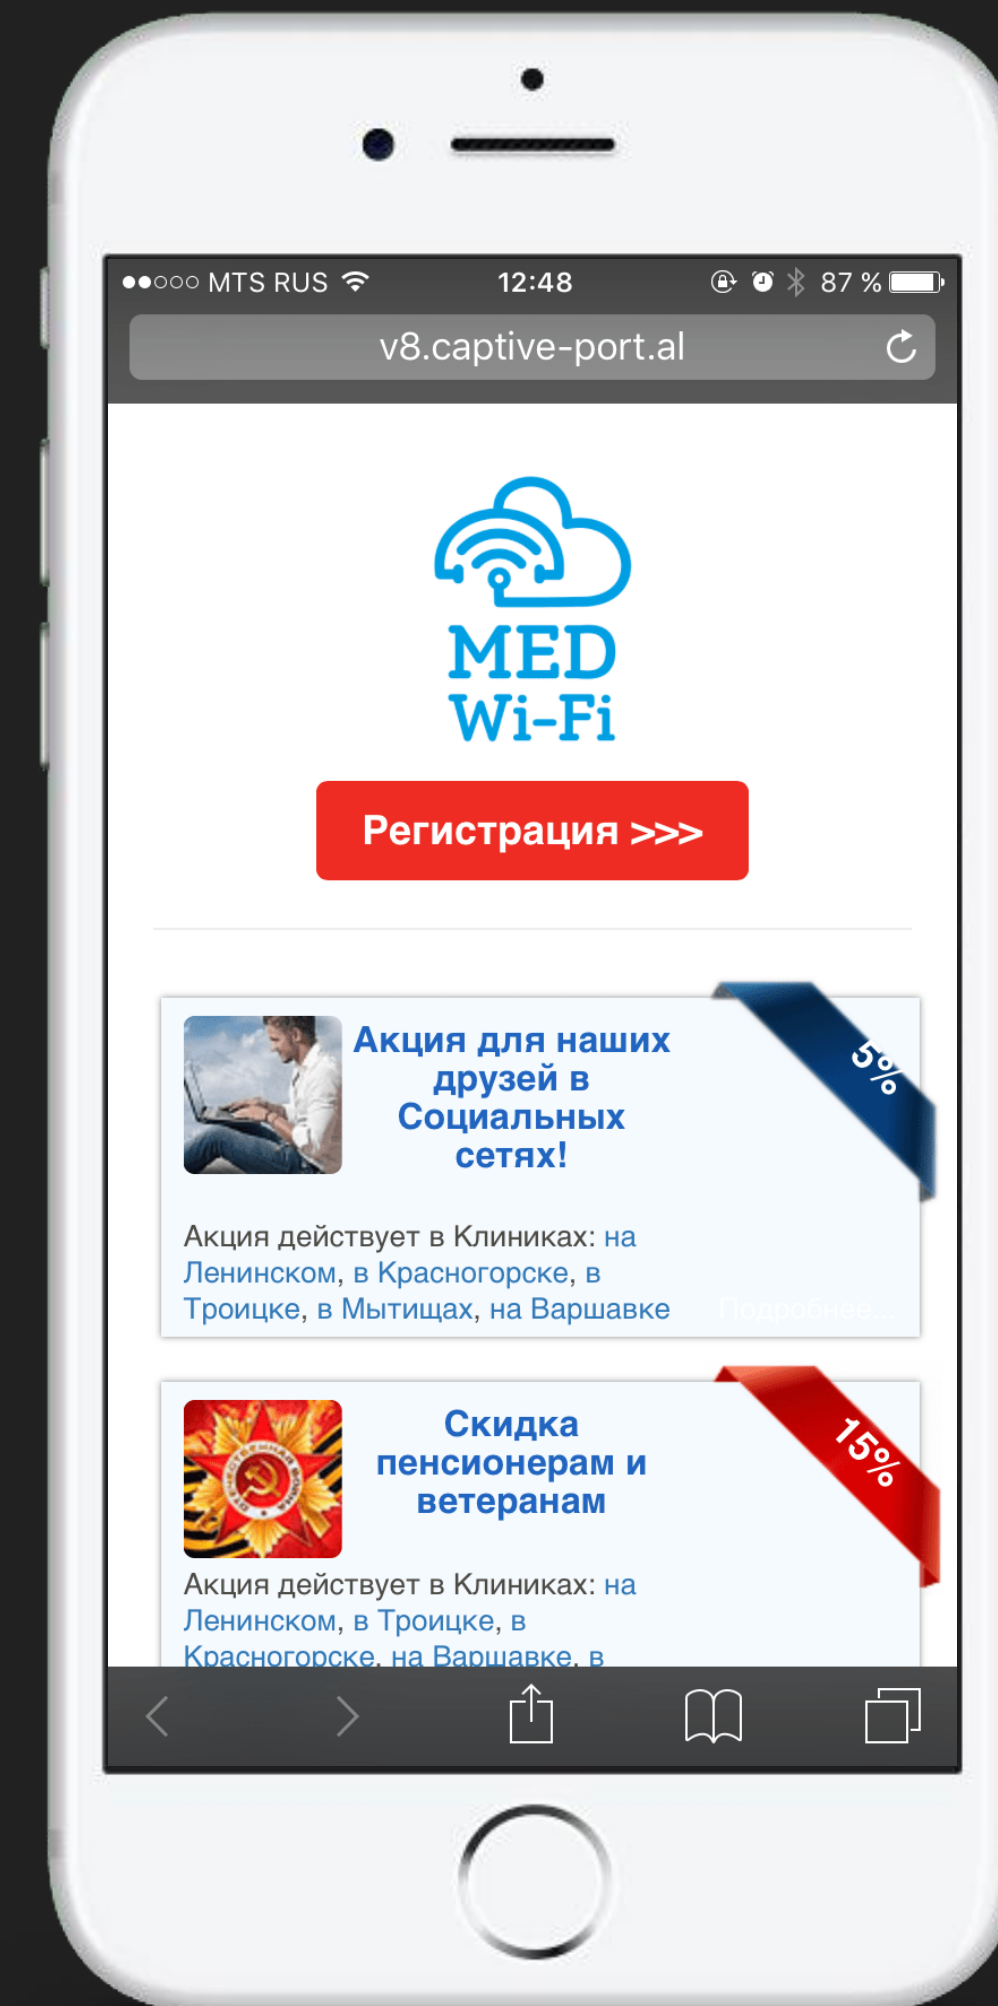 MTS RUS
12:48
87 %
v8.captive-port.al
MED
Wi-Fi
Регистрация >>>
Акция для наших
друзей в
Социальных
сетях!
5%
Акция действует в Клиниках: на
Ленинском, в Красногорске, в
Троицке, в Мытищах, на Варшавке
Подробнее...
Скидка
пенсионерам и
ветеранам
15%
ОТЕЧЕСТВЕННАЯ ВОЙНА
Акция действует в Клиниках: на
Ленинском, в Троицке, в
Красногорске, на Варшавке, в